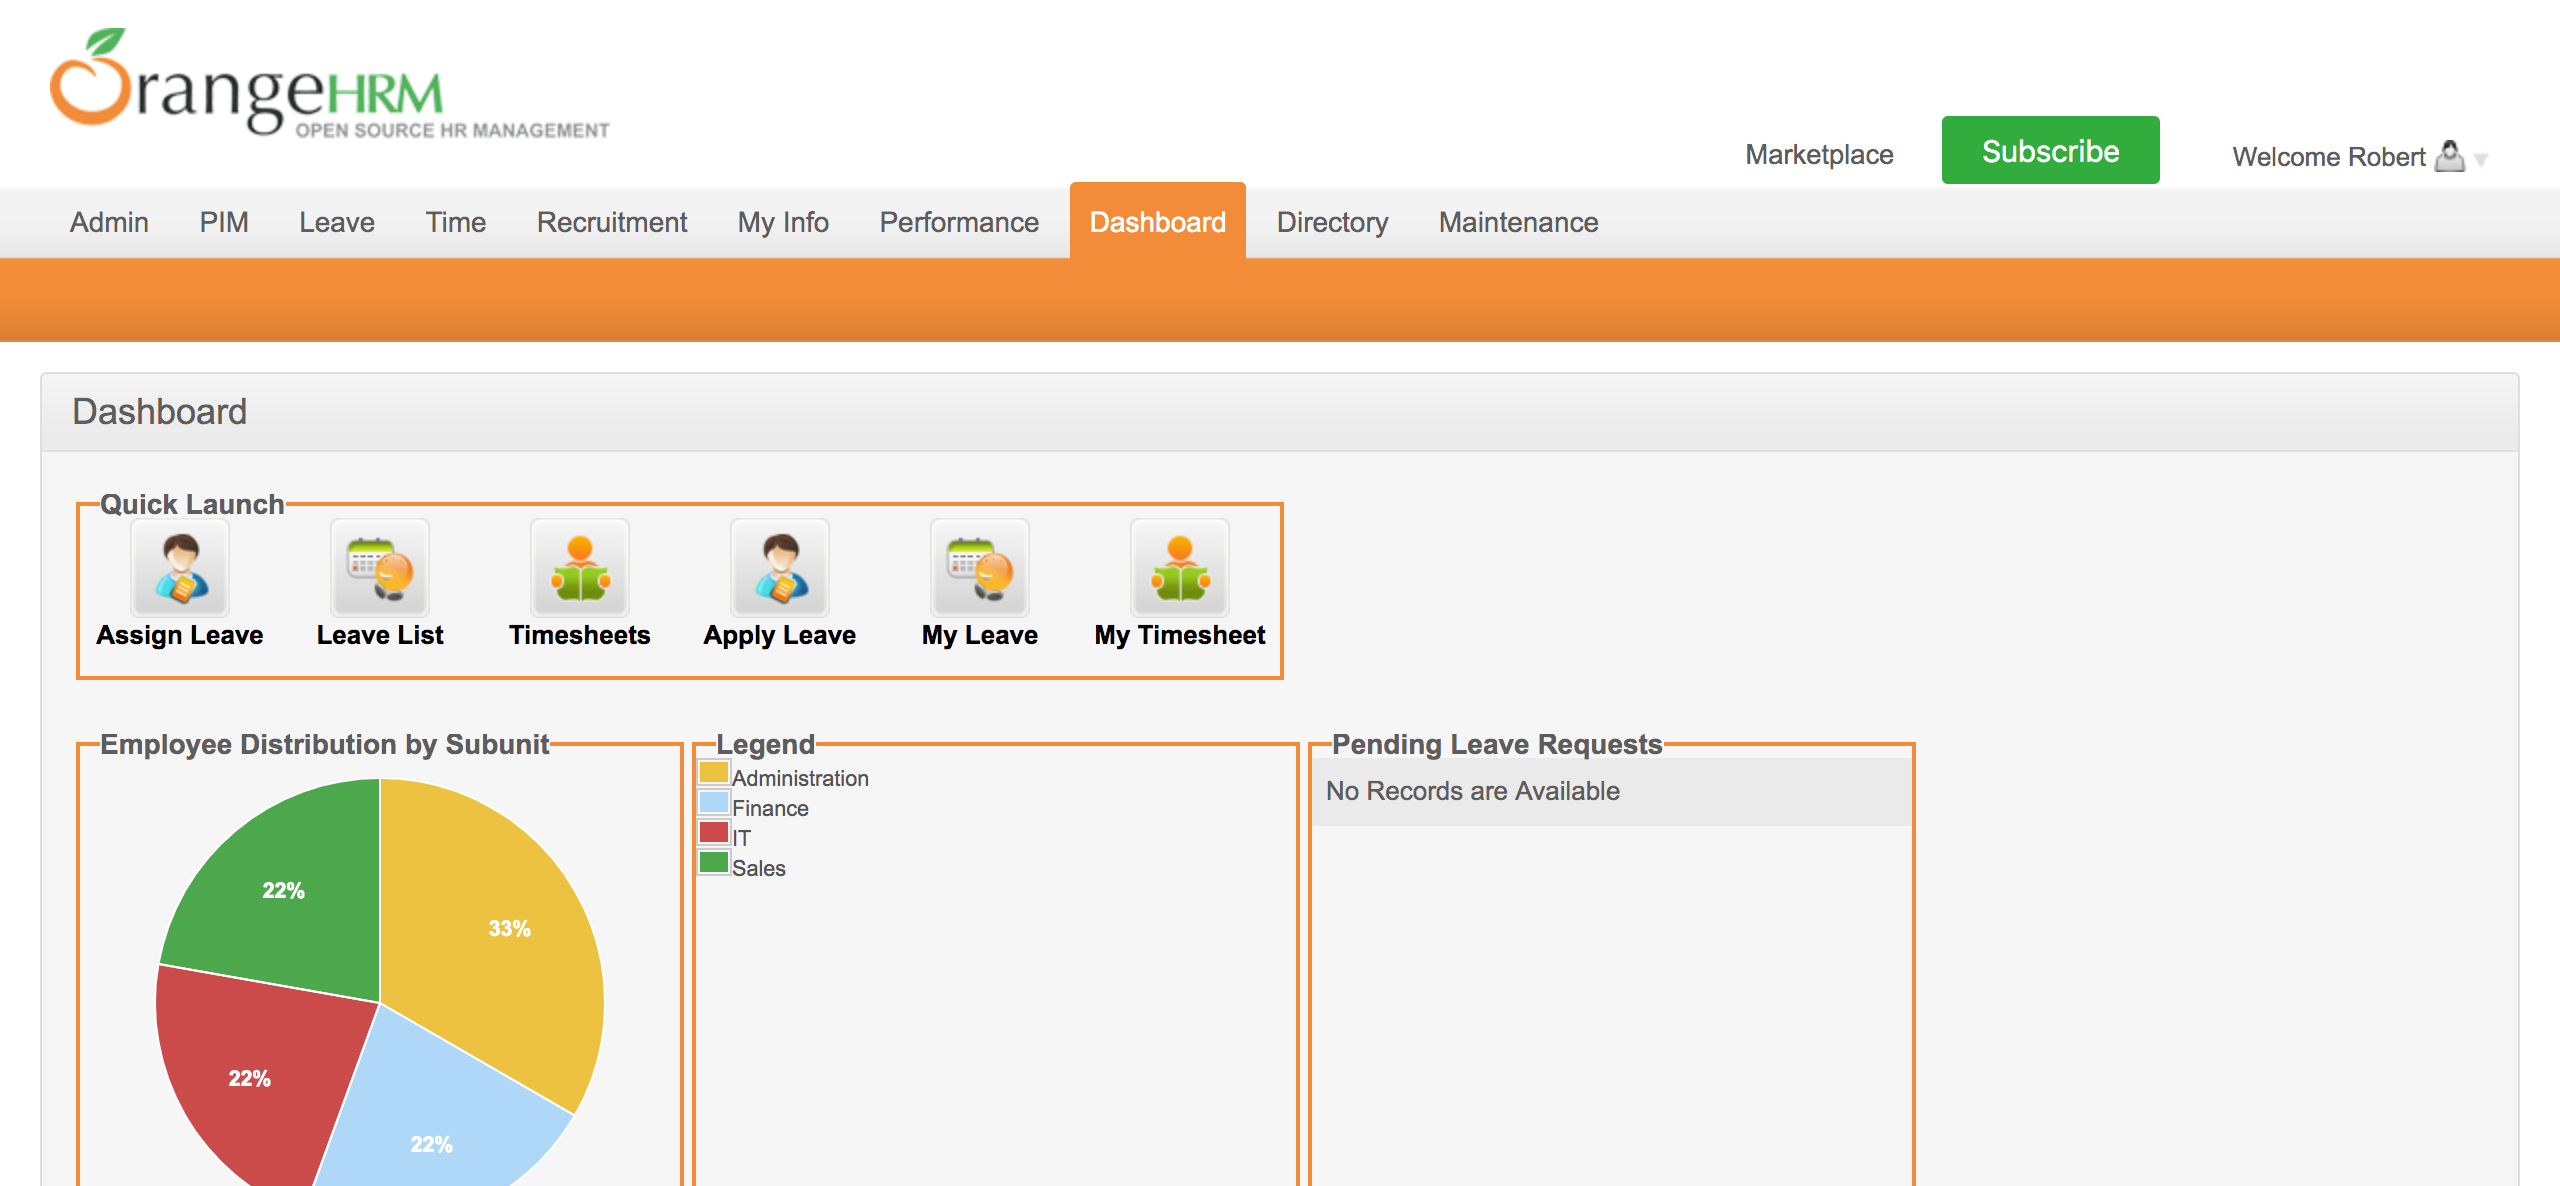 OrangeHRM
OPEN SOURCE HR MANAGEMENT
Marketplace
Subscribe
Welcome Robert
Admin PIM Leave Time Recruitment My Info Performance Dashboard Directory Maintenance
Dashboard
Quick Launch
Assign Leave Leave List Timesheets Apply Leave My Leave My Timesheet
Employee Distribution by Subunit
22%
33%
22%
22%
Legend
Administration
Finance
IT
Sales
Pending Leave Requests
No Records are Available